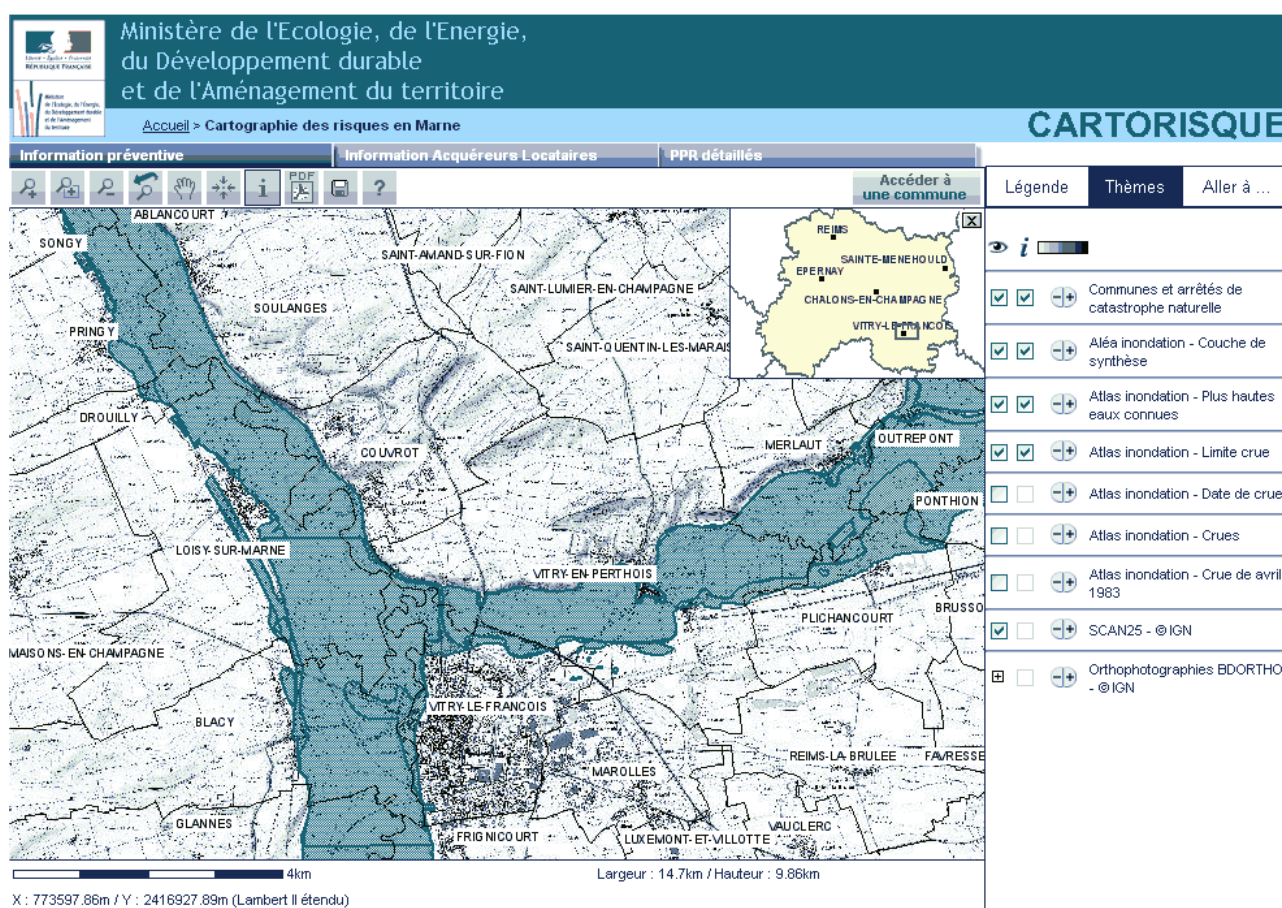 Ministère de l'Ecologie, de l'Energie,
du Développement durable
et de l'Aménagement du territoire
RÉPUBLIQUE FRANÇAISE
Accueil > Cartographie des risques en Marne
CARTORISQUE
Information préventive
Information Acquéreurs Locataires
PPR détaillés
PDF
i
?
Accéder à
une commune
Légende
Thèmes
Aller à ...
ABLANCOURT
SONGY
SAINT-AMAND-SUR-FION
SAINT-LUMIER-EN-CHAMPAGNE
SOULANGES
PRINGY
SAINT-QUENTIN-LES-MARAIS
DROUILLY
COUVROT
MERLAUT
OUTREPONT
PONTHION
LOISY-SUR-MARNE
VITRY-EN-PERTHOIS
PLICHANCOURT
BRUSSO
MAISONS-EN-CHAMPAGNE
VITRY-LE-FRANCOIS
BLACY
REIMS-LA-BRULEE
FAVRESSE
MAROLLES
GLANNES
FRIGNICOURT
VAUCLERC
LUXEMONT-ET-VILLOTTE
X
REIMS
SAINTE-MENEHOULD
EPERNAY
CHALONS-EN-CHAMPAGNE
VITRY-LE-FRANCOIS
i
Communes et arrêtés de
catastrophe naturelle
Aléa inondation - Couche de
synthèse
Atlas inondation - Plus hautes
eaux connues
Atlas inondation - Limite crue
Atlas inondation - Date de crue
Atlas inondation - Crues
Atlas inondation - Crue de avril
1983
SCAN25 - © IGN
Orthophotographies BDORTHO
- © IGN
4km
Largeur : 14.7km / Hauteur : 9.86km
X : 773597.86m / Y : 2416927.89m (Lambert II étendu)